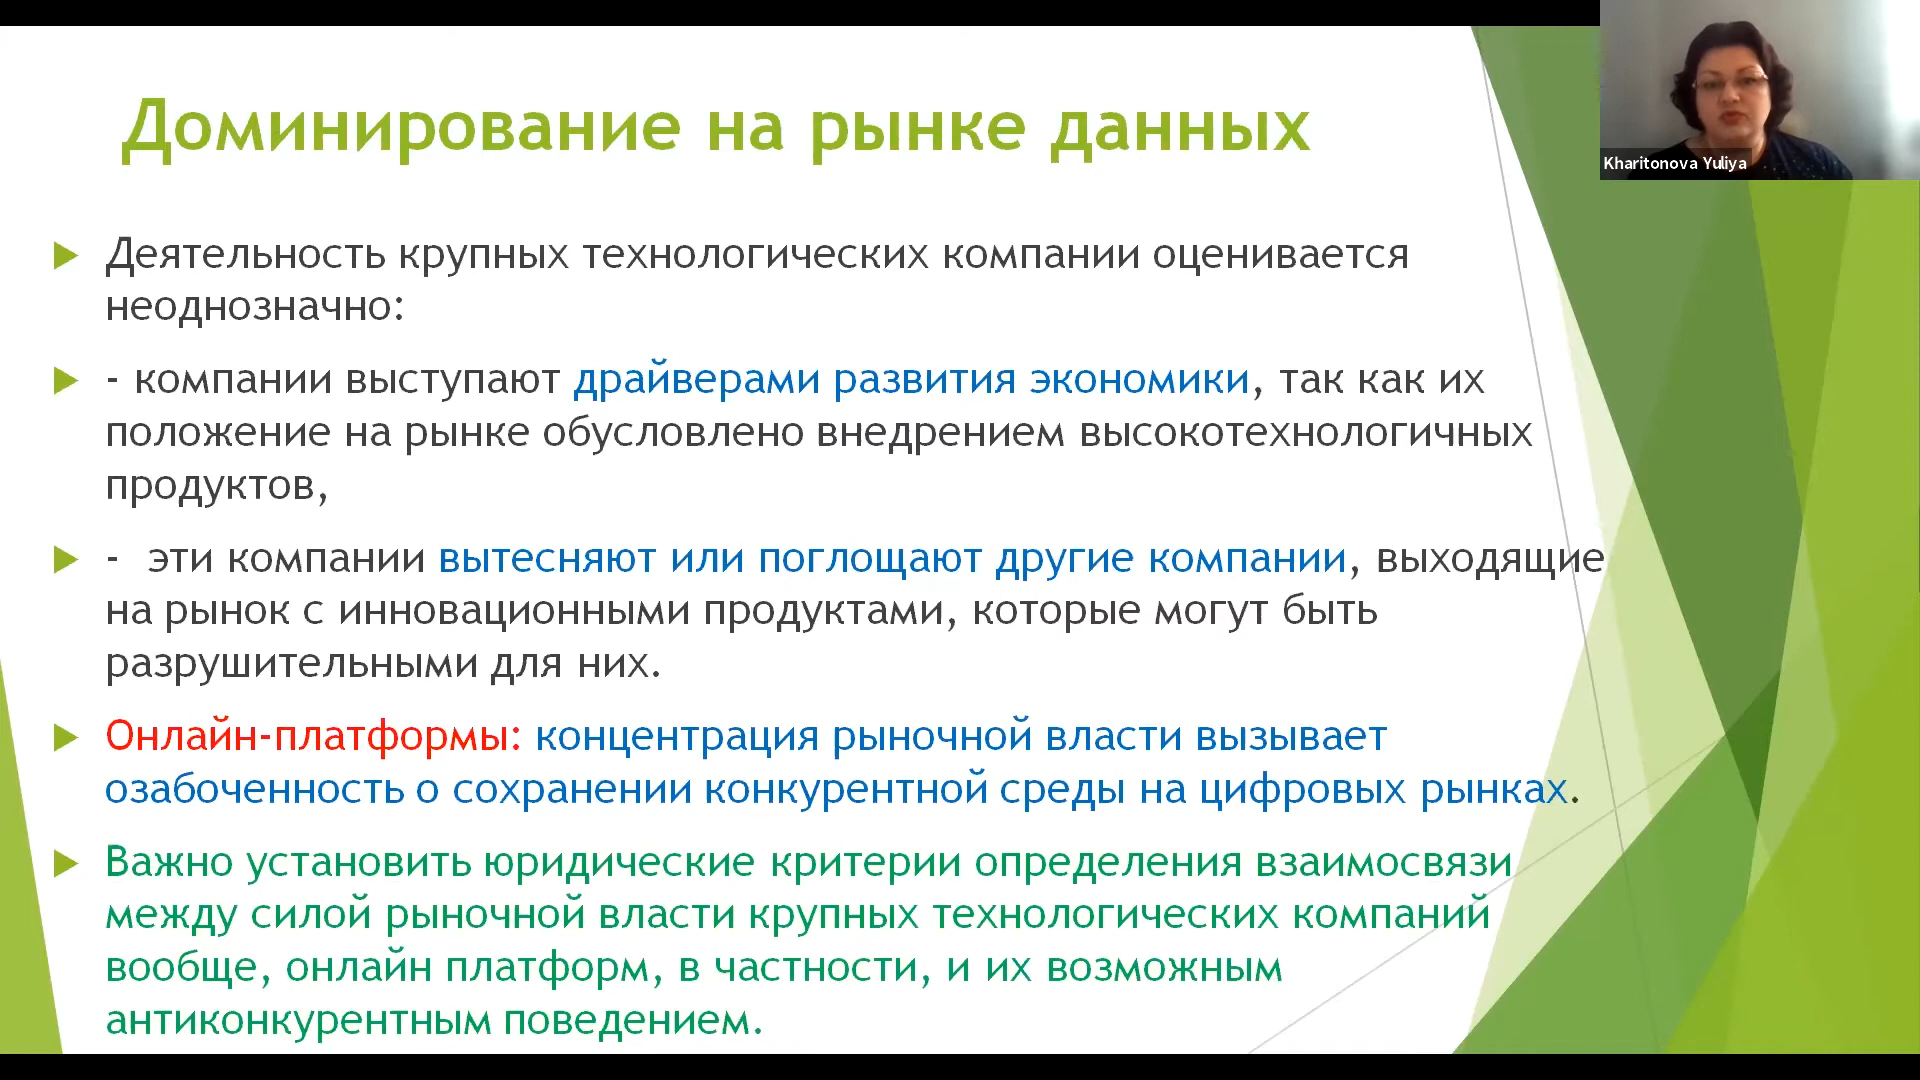 Доминирование на рынке данных
Kharitonova Yuliya
Деятельность крупных технологических компании оценивается
неоднозначно:
- компании выступают драйверами развития экономики, так как их
положение на рынке обусловлено внедрением высокотехнологичных
продуктов,
- эти компании вытесняют или поглощают другие компании, выходящие
на рынок с инновационными продуктами, которые могут быть
разрушительными для них.
Онлайн-платформы: концентрация рыночной власти вызывает
озабоченность о сохранении конкурентной среды на цифровых рынках.
Важно установить юридические критерии определения взаимосвязи
между силой рыночной власти крупных технологических компаний
вообще, онлайн платформ, в частности, и их возможным
антиконкурентным поведением.